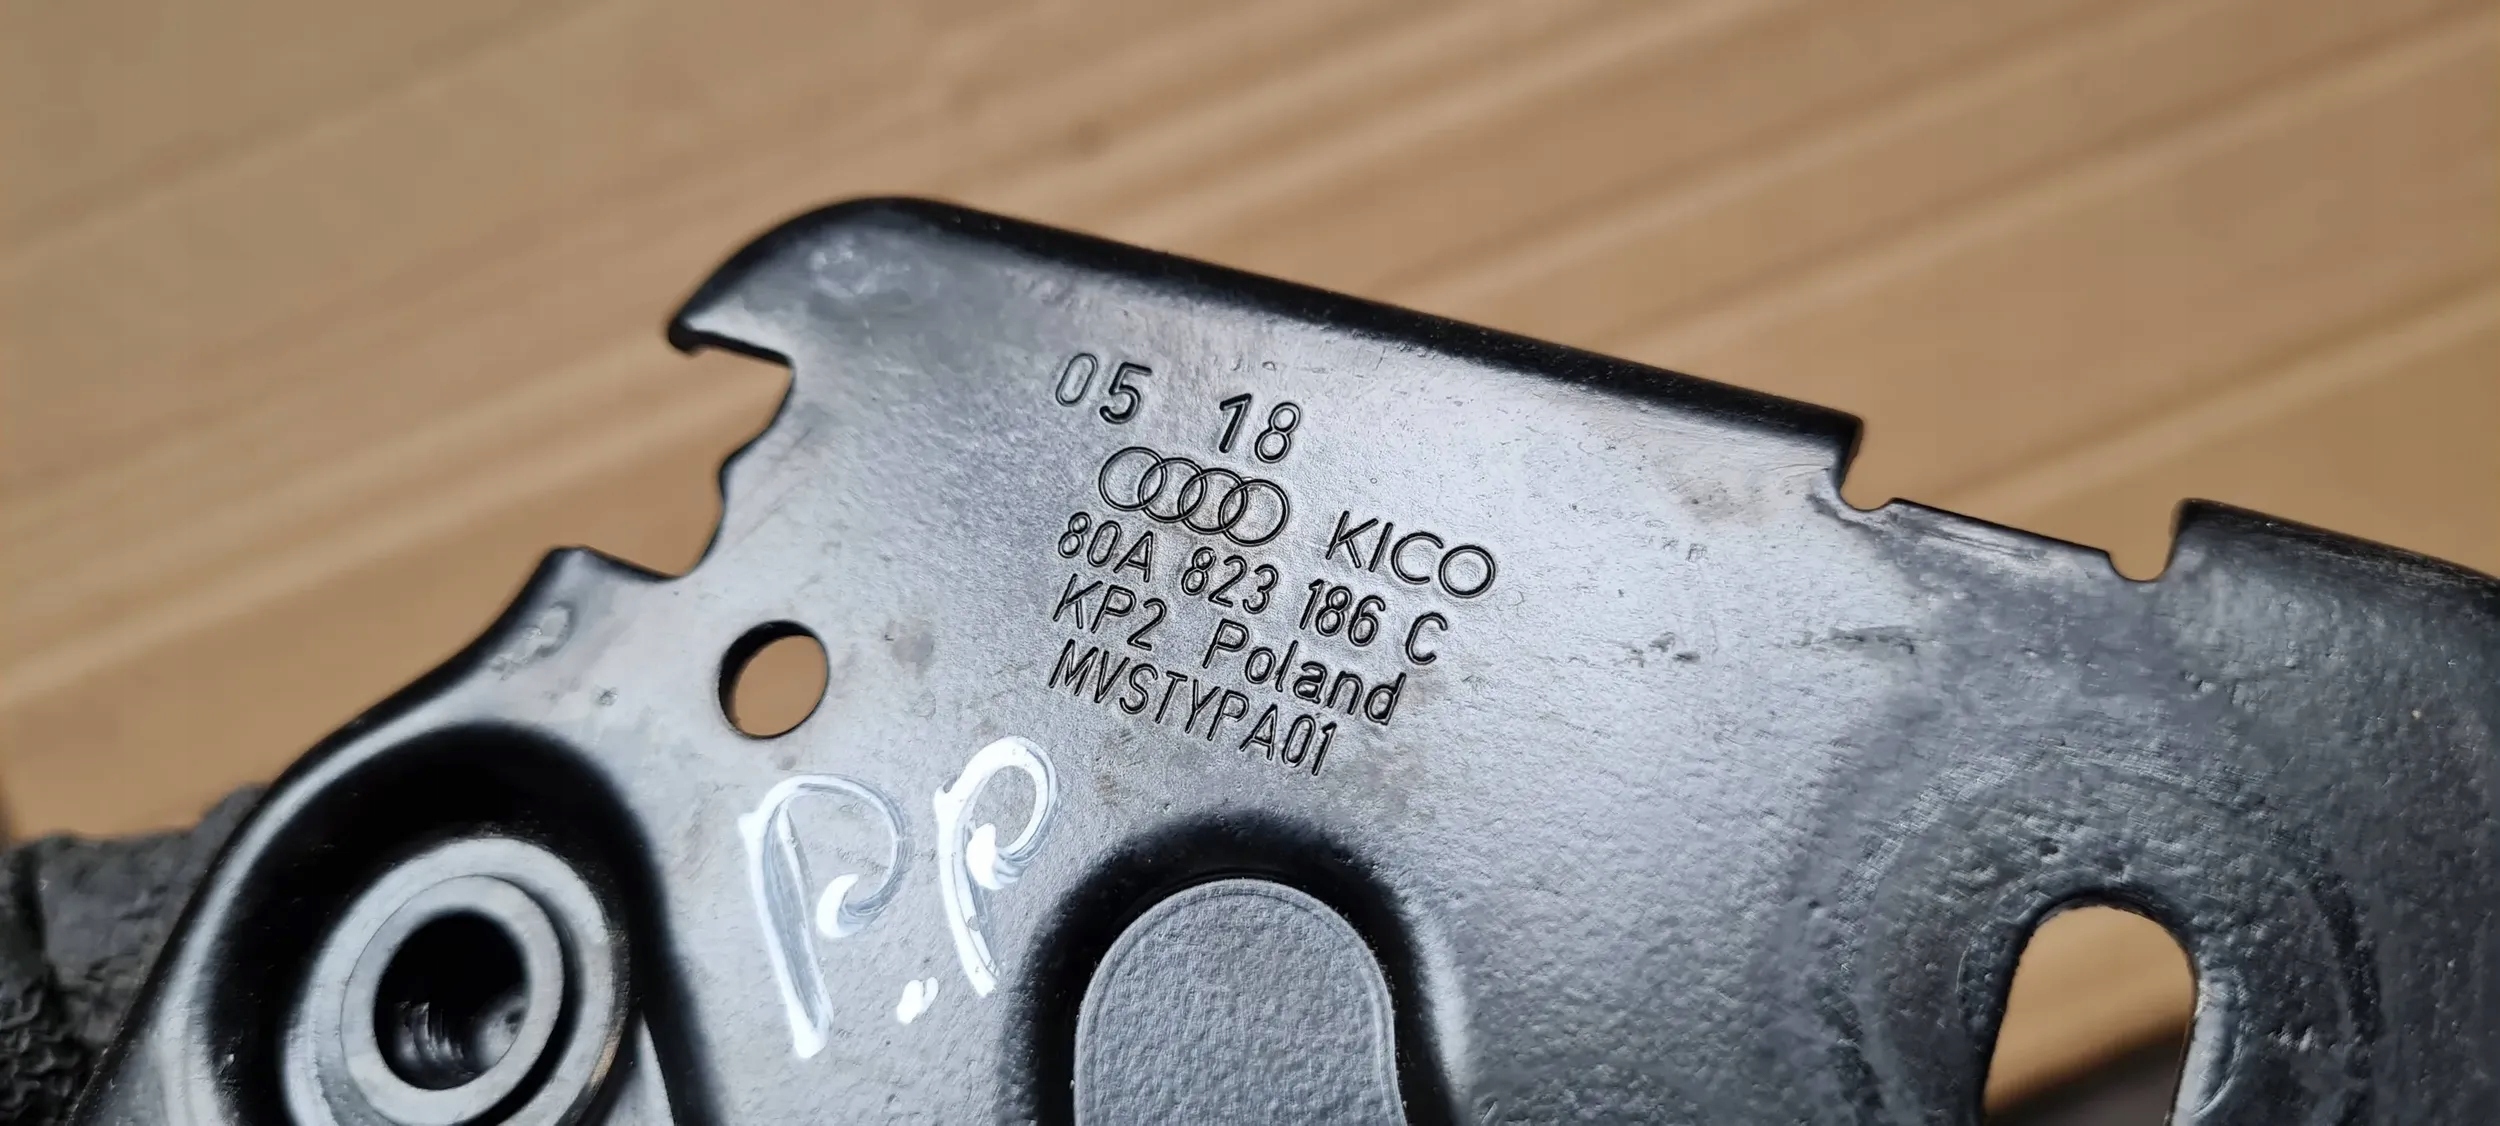 05 18
KICO
80A 823 186 C
KP2 Poland
MVSTYPA01
P.P